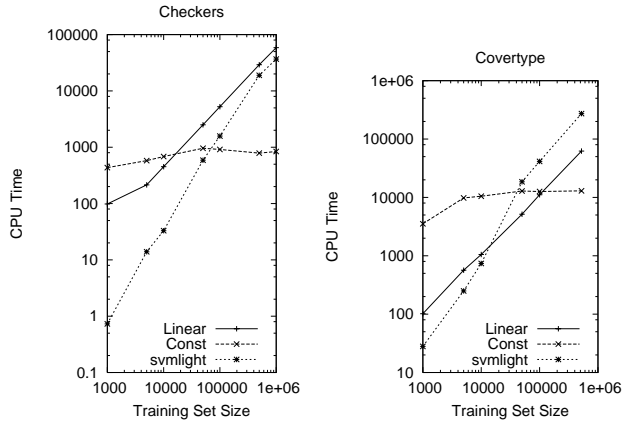 Checkers
100000
10000
1000
100
10
1
0.1
CPU Time
Linear
Const
svmlight
1000 10000 100000 1e+06
Training Set Size
Covertype
1e+06
100000
10000
1000
100
10
CPU Time
Linear
Const
svmlight
1000 10000 100000 1e+06
Training Set Size